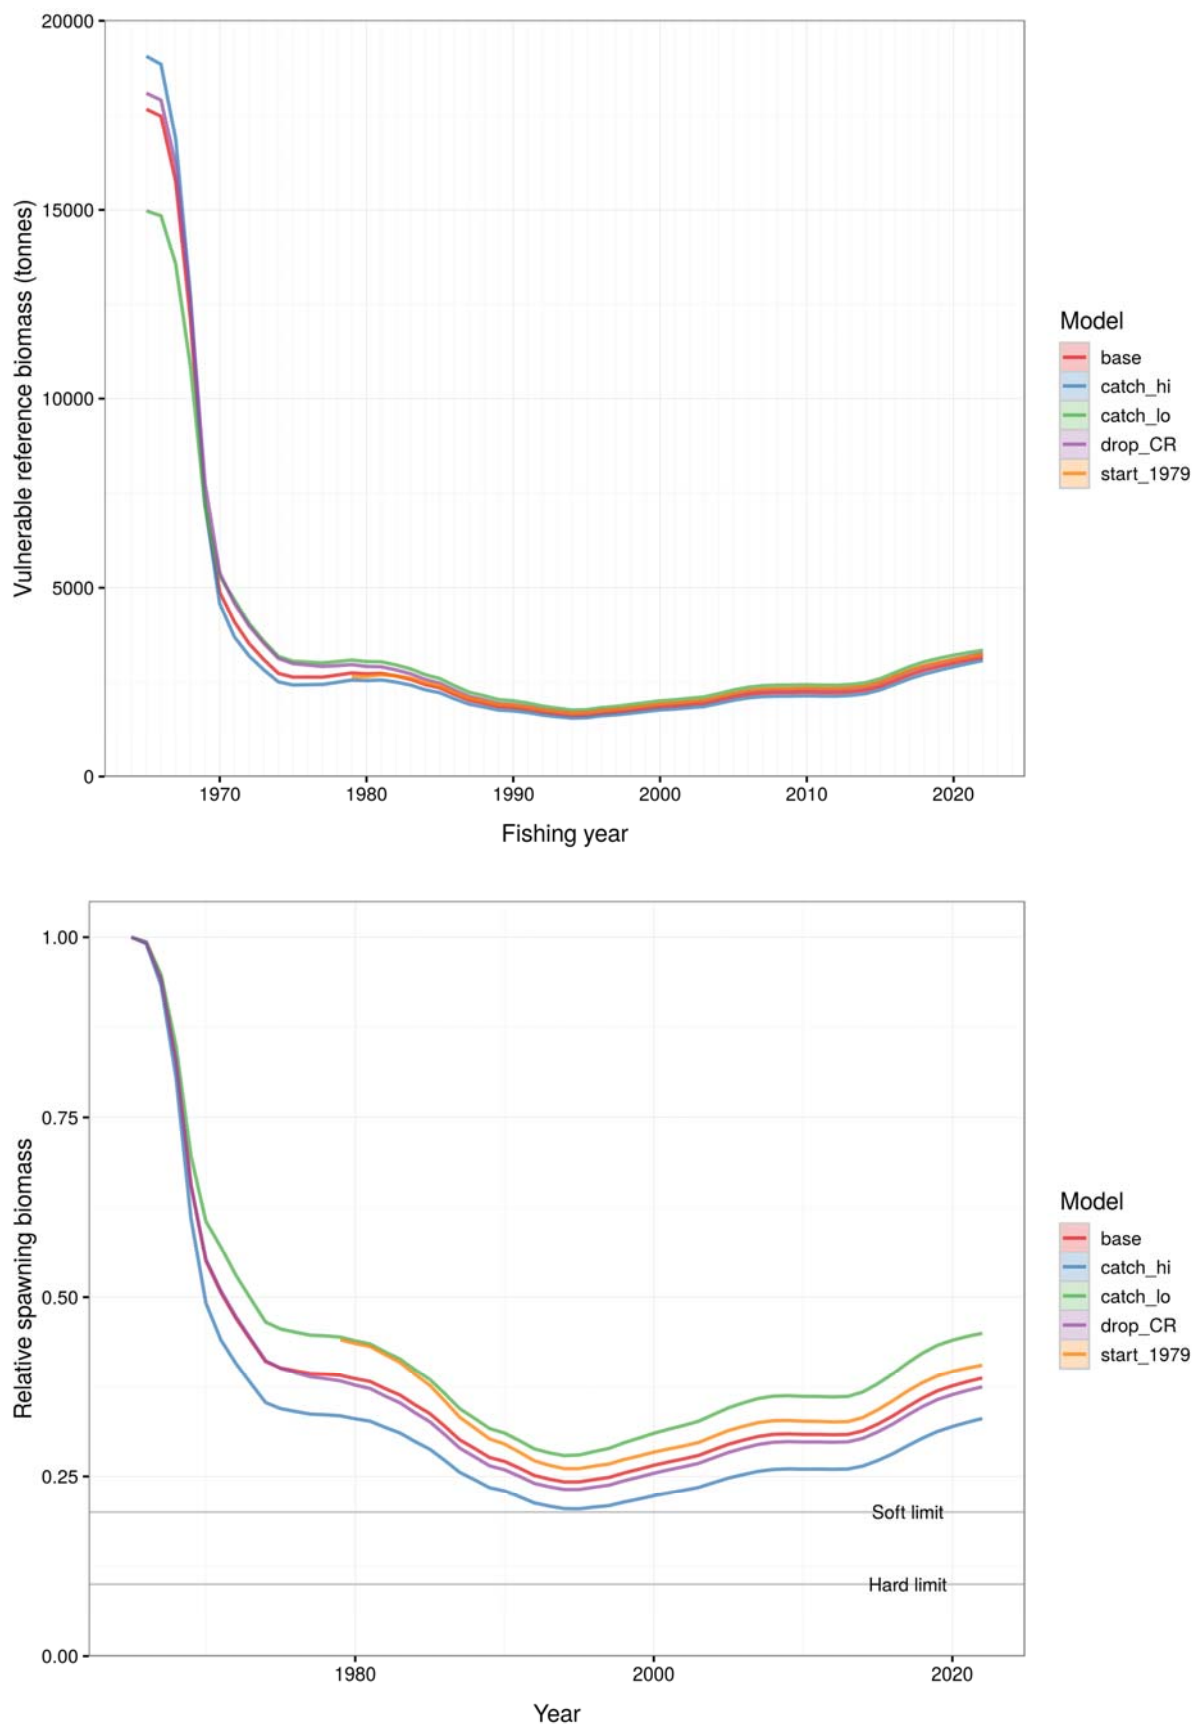 20000
15000
10000
5000
0
Vulnerable reference biomass (tonnes)
1970 1980 1990 2000 2010 2020
Fishing year
Model
base
catch_hi
catch_lo
drop_CR
start_1979
1.00
0.75
0.50
0.25
0.00
Relative spawning biomass
Soft limit
Hard limit
1980 2000 2020
Year
Model
base
catch_hi
catch_lo
drop_CR
start_1979